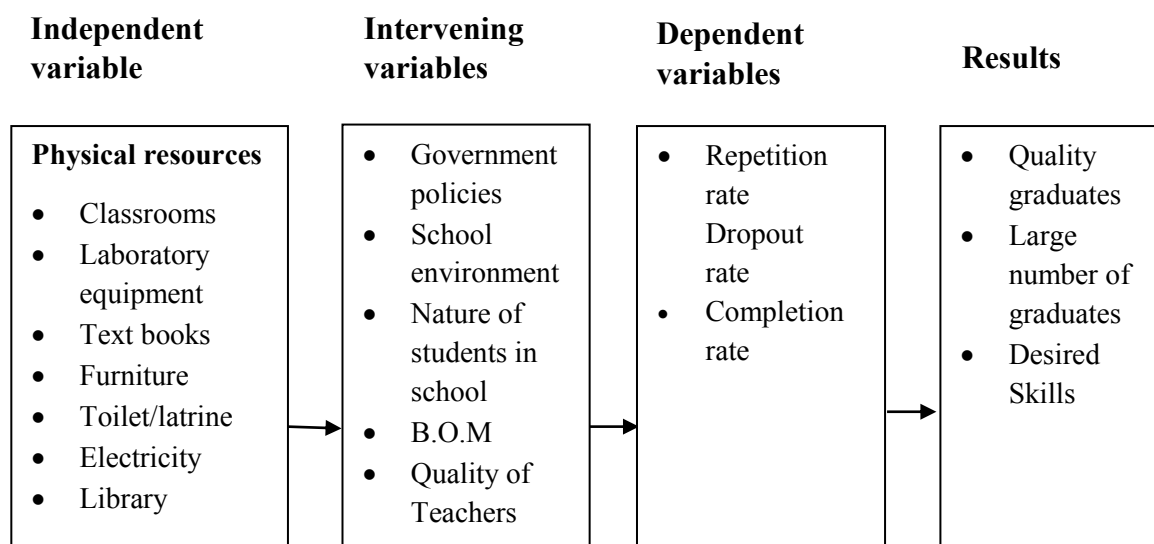 Independent
variable
Intervening
variables
Dependent
variables
Results
Physical resources
• Classrooms
• Laboratory
equipment
• Text books
• Furniture
• Toilet/latrine
• Electricity
• Library
• Government
policies
• School
environment
• Nature of
students in
school
• B.O.M
• Quality of
Teachers
• Repetition
rate
Dropout
rate
• Completion
rate
• Quality
graduates
• Large
number of
graduates
• Desired
Skills